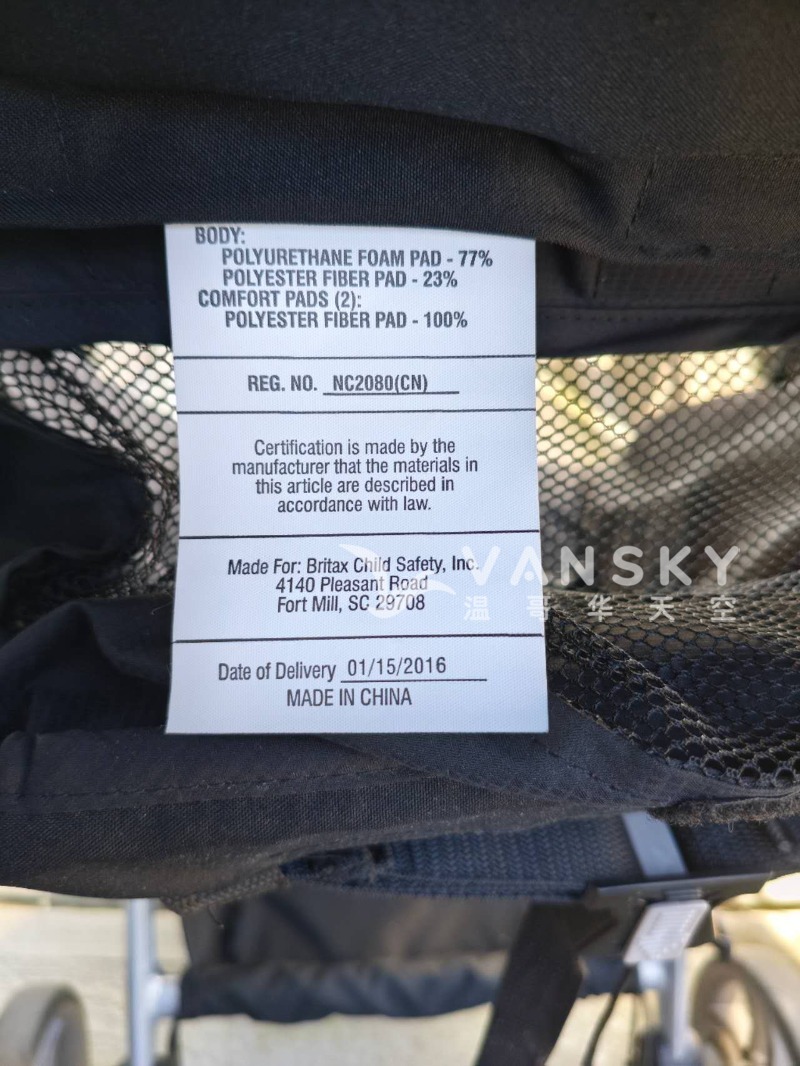 BODY:
POLYURETHANE FOAM PAD - 77%
POLYESTER FIBER PAD - 23%
COMFORT PADS (2):
POLYESTER FIBER PAD - 100%
REG. NO. NC2080(CN)
Certification is made by the
manufacturer that the materials in
this article are described in
accordance with law.
Made For: Britax Child Safety, Inc.
4140 Pleasant Road
Fort Mill, SC 29708
VANSKY
温哥华天空
Date of Delivery 01/15/2016
MADE IN CHINA